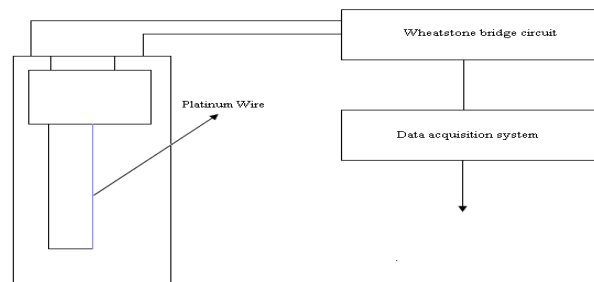 Wheatstone bridge circuit
Platinum Wire
Data acquisition system